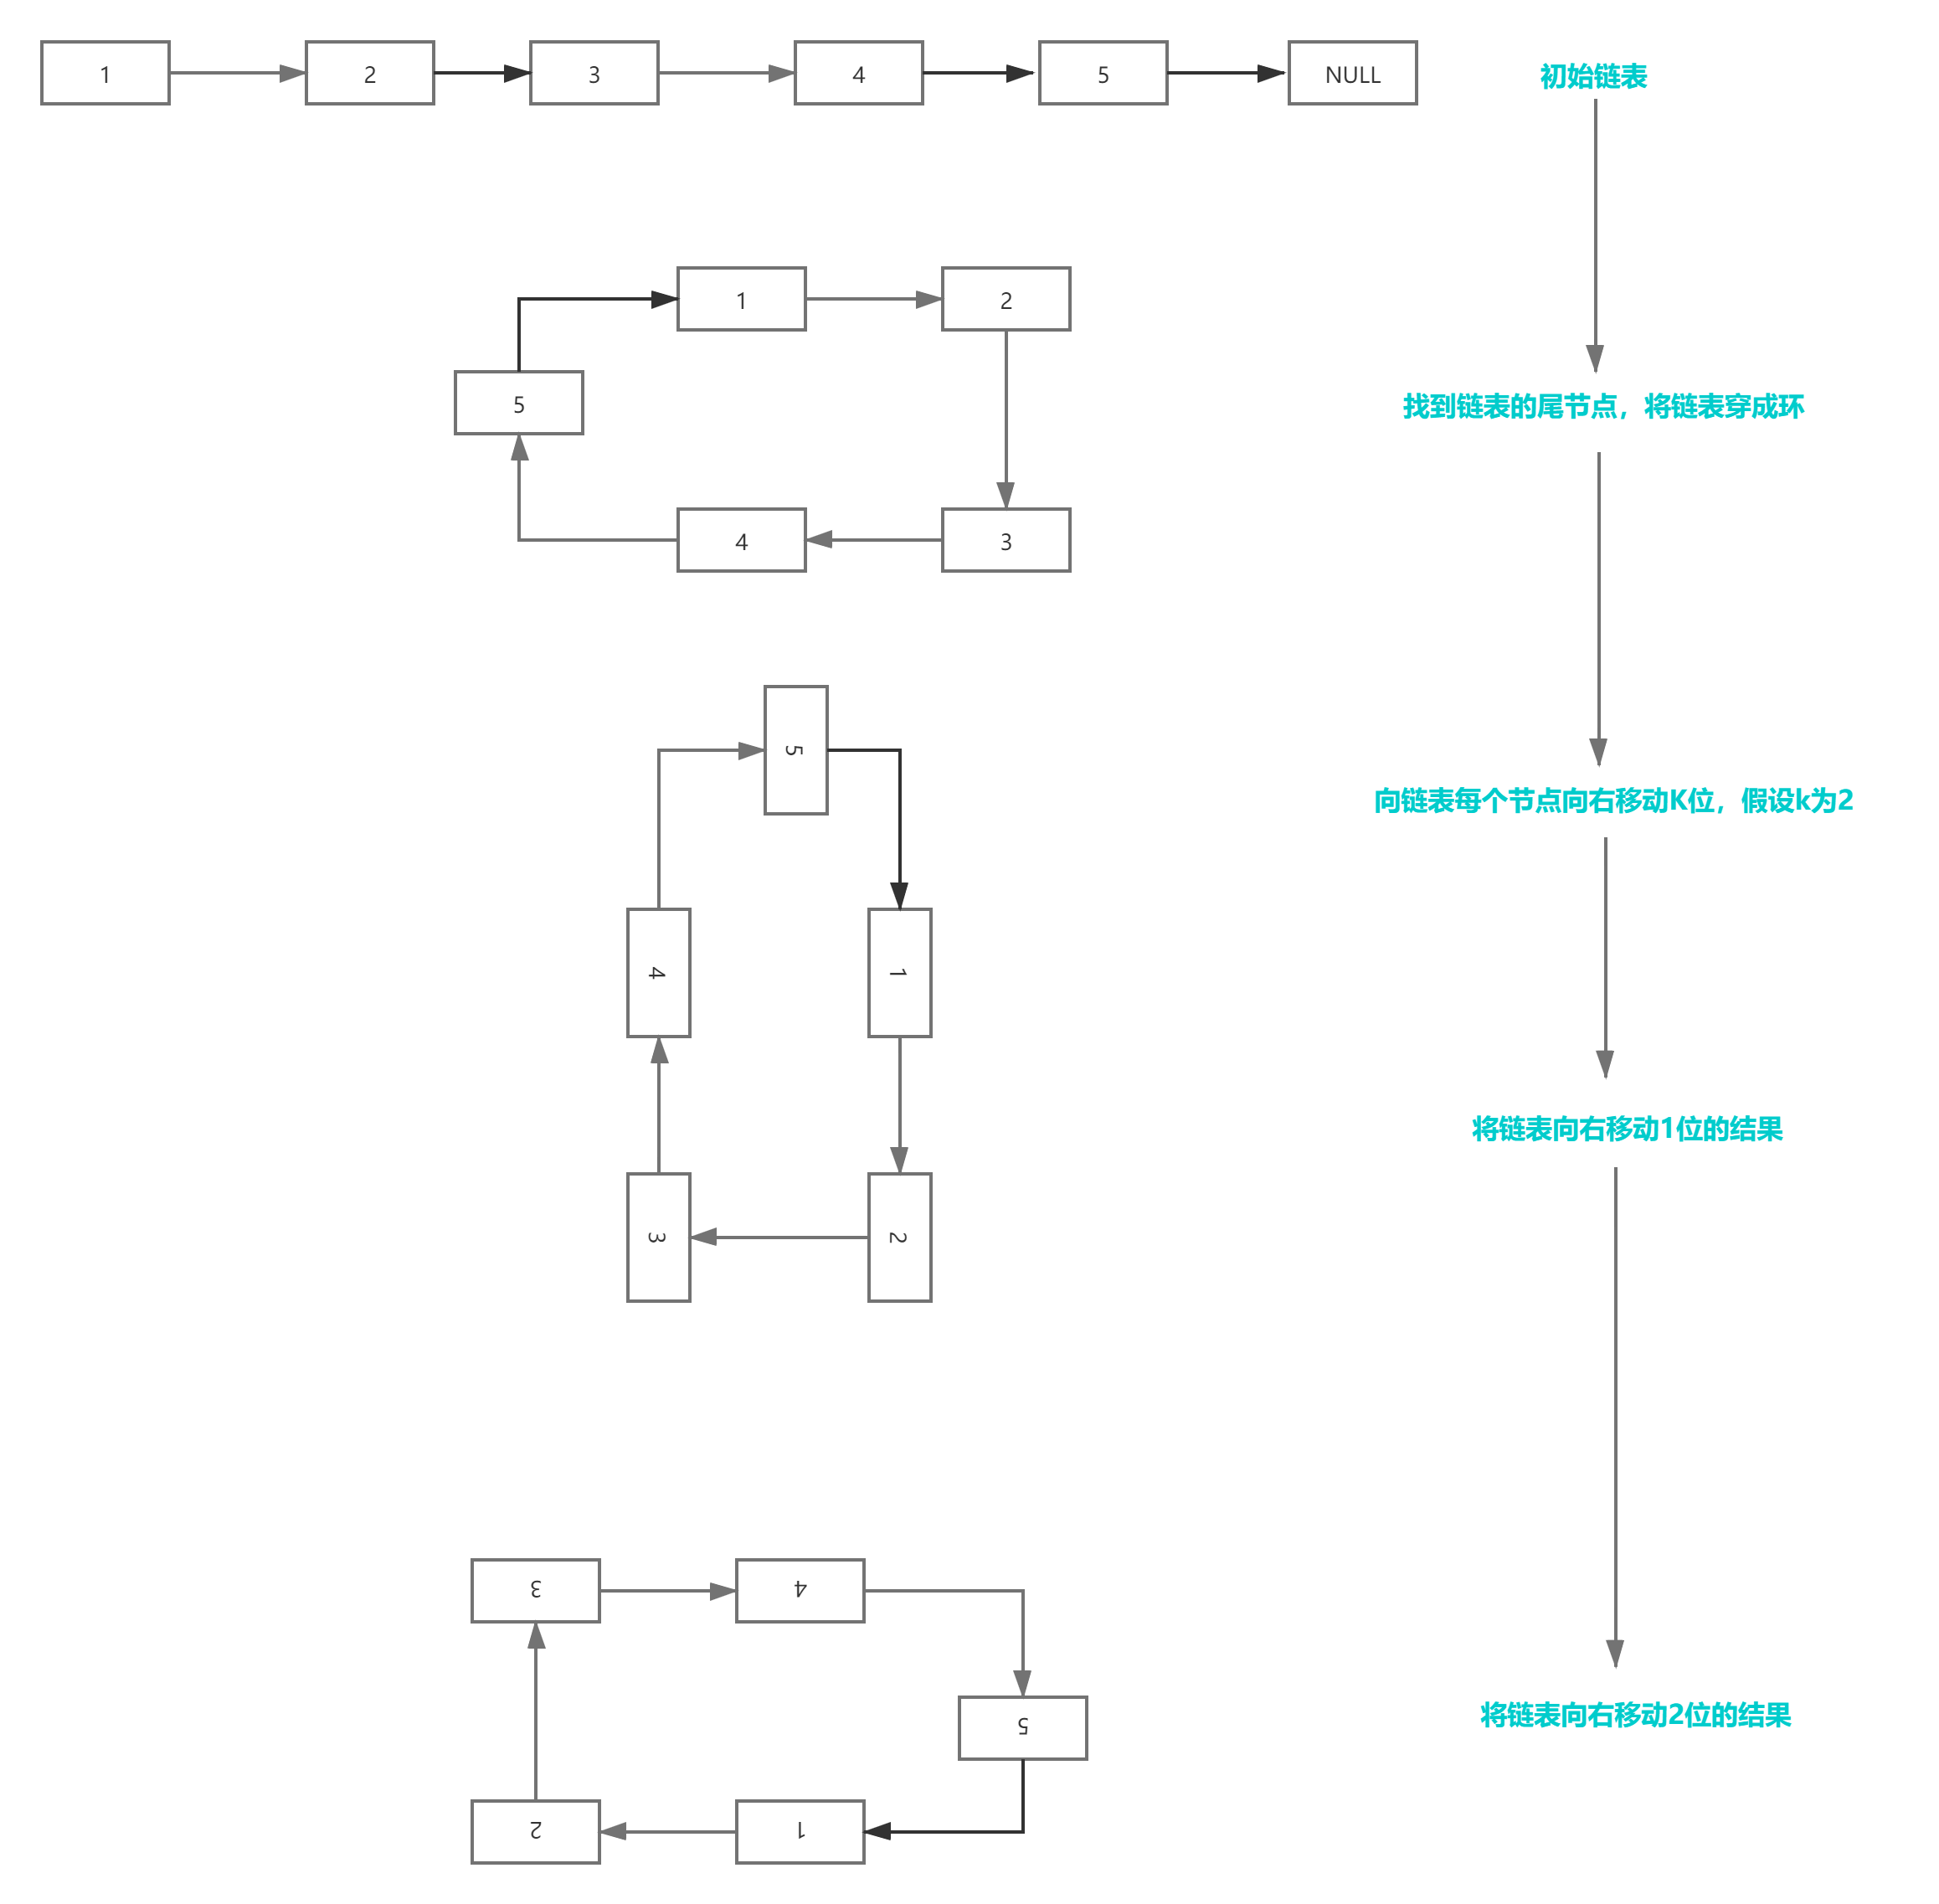 1 2 3 4 5 NULL 初始链表
1 2
5 找到链表的尾节点，将链表穿成环
4 3
5
向链表每个节点向右移动K位，假设k为2
4 1
将链表向右移动1位的结果
3 2
3 4
5
将链表向右移动2位的结果
2 1